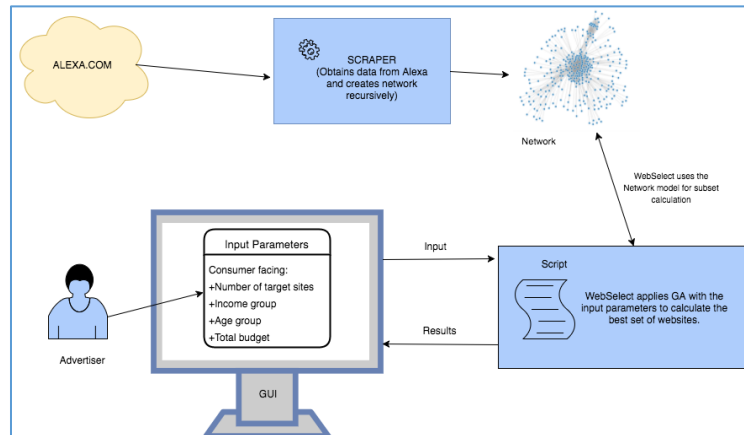 ALEXA.COM
SCRAPER
(Obtains data from Alexa
and creates network
recursively)
Network
WebSelect uses the
Network model for subset
calculation
Input Parameters
Consumer facing:
+Number of target sites
+Income group
+Age group
+Total budget
Advertiser
GUI
Input
Results
Script
WebSelect applies GA with the
input parameters to calculate the
best set of websites.